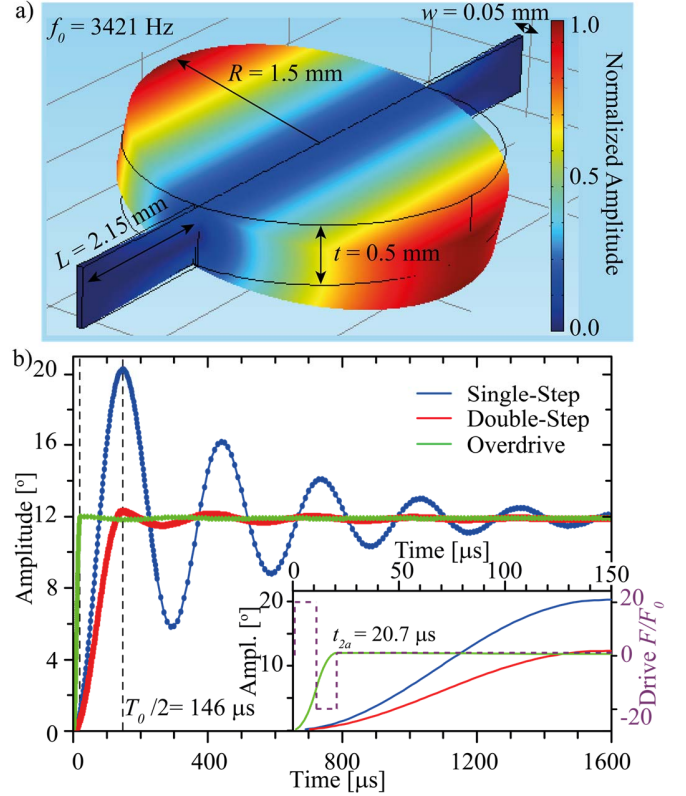 a)
f₀ = 3421 Hz
w = 0.05 mm
R = 1.5 mm
L = 2.15 mm
t = 0.5 mm
1.0
0.5
0.0
Normalized Amplitude
b)
20
16
12
8
4
0
Amplitude [º]
Single-Step
Double-Step
Overdrive
T₀ /2= 146 µs
Time [µs]
0
50
100
150
20
10
0
Ampl. [º]
t₂ₐ = 20.7 µs
20
0
-20
Drive F/F₀
0
400
800
1200
1600
Time [µs]